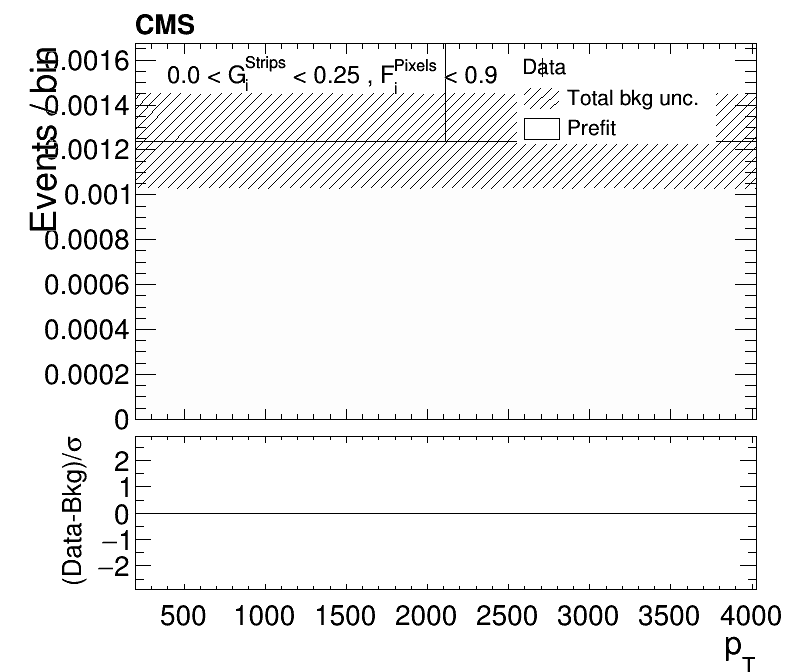 CMS
0.0 < G_i^Strips < 0.25 , F_i^Pixels < 0.9
Data
Total bkg unc.
Prefit
Events / bin
0.0016
0.0014
0.0012
0.001
0.0008
0.0006
0.0004
0.0002
0
(Data-Bkg)/σ
2
1
0
−1
−2
500 1000 1500 2000 2500 3000 3500 4000
p_T